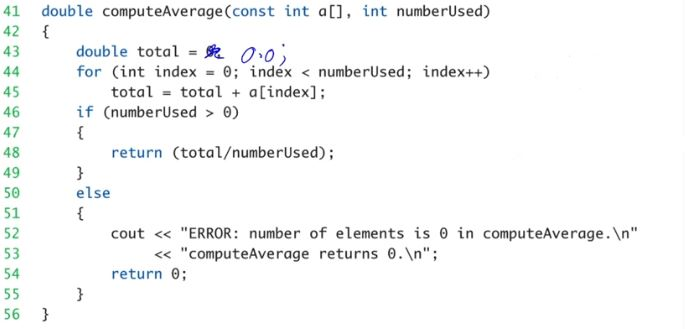 41 double computeAverage(const int a[], int numberUsed)
42 {
43 double total = 0.0;
44 for (int index = 0; index < numberUsed; index++)
45 total = total + a[index];
46 if (numberUsed > 0)
47 {
48 return (total/numberUsed);
49 }
50 else
51 {
52 cout << "ERROR: number of elements is 0 in computeAverage.\n"
53 << "computeAverage returns 0.\n";
54 return 0;
55 }
56 }